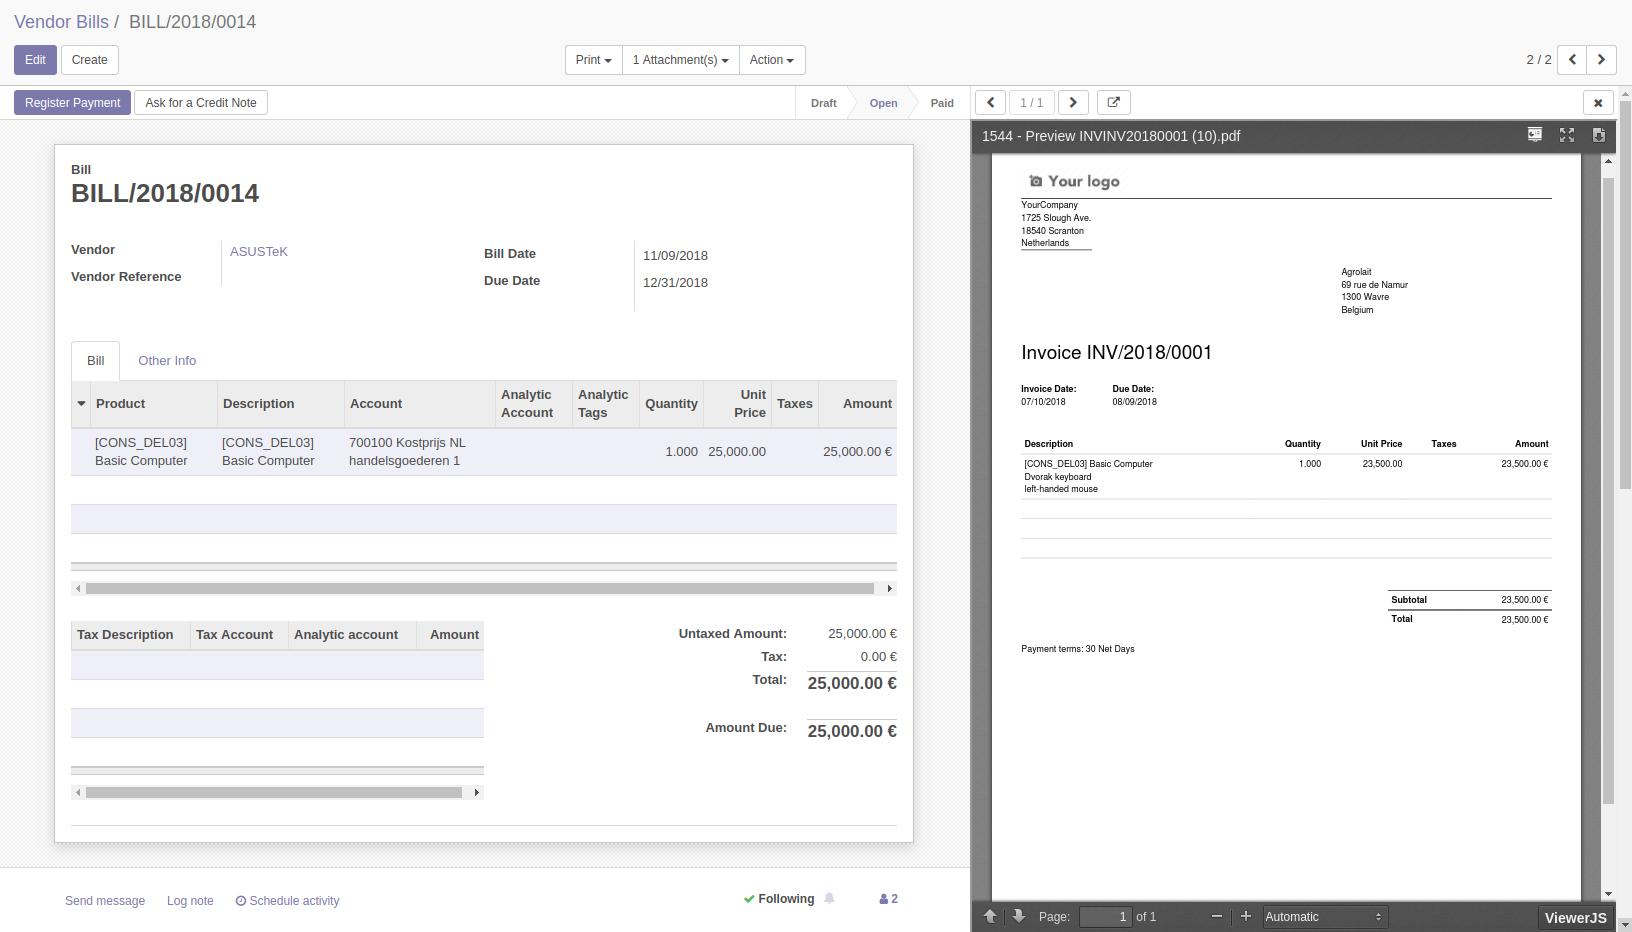 Vendor Bills / BILL/2018/0014
Edit Create Print 1 Attachment(s) Action 2 / 2
Register Payment Ask for a Credit Note Draft Open Paid
Bill
BILL/2018/0014
Vendor ASUSTeK
Vendor Reference
Bill Date 11/09/2018
Due Date 12/31/2018
Bill Other Info
Product Description Account Analytic Account Analytic Tags Quantity Unit Price Taxes Amount
[CONS_DEL03] Basic Computer [CONS_DEL03] Basic Computer 700100 Kostprijs NL handelsgoederen 1 1.000 25,000.00 25,000.00 €
Tax Description Tax Account Analytic account Amount
Untaxed Amount: 25,000.00 €
Tax: 0.00 €
Total: 25,000.00 €
Amount Due: 25,000.00 €
Send message Log note Schedule activity Following 2
1 / 1
1544 - Preview INVINV20180001 (10).pdf
Your logo
YourCompany
1725 Slough Ave.
18540 Scranton
Netherlands
Agrolait
69 rue de Namur
1300 Wavre
Belgium
Invoice INV/2018/0001
Invoice Date: Due Date:
07/10/2018 08/09/2018
Description Quantity Unit Price Taxes Amount
[CONS_DEL03] Basic Computer 1.000 23,500.00 23,500.00 €
Dvorak keyboard
left-handed mouse
Subtotal 23,500.00 €
Total 23,500.00 €
Payment terms: 30 Net Days
Page: 1 of 1 Automatic ViewerJS